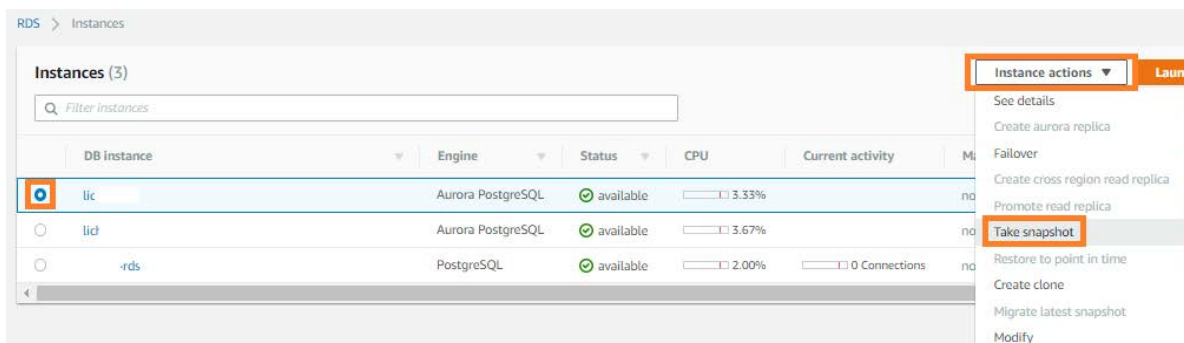 RDS > Instances
Instances (3)
Instance actions ▼
Filter instances
See details
Create aurora replica
DB instance Engine Status CPU Current activity
Failover
Create cross region read replica
lic Aurora PostgreSQL available 3.33% no
Promote read replica
lich Aurora PostgreSQL available 3.67% no
Take snapshot
-rds PostgreSQL available 2.00% 0 Connections no
Restore to point in time
Create clone
Migrate latest snapshot
Modify